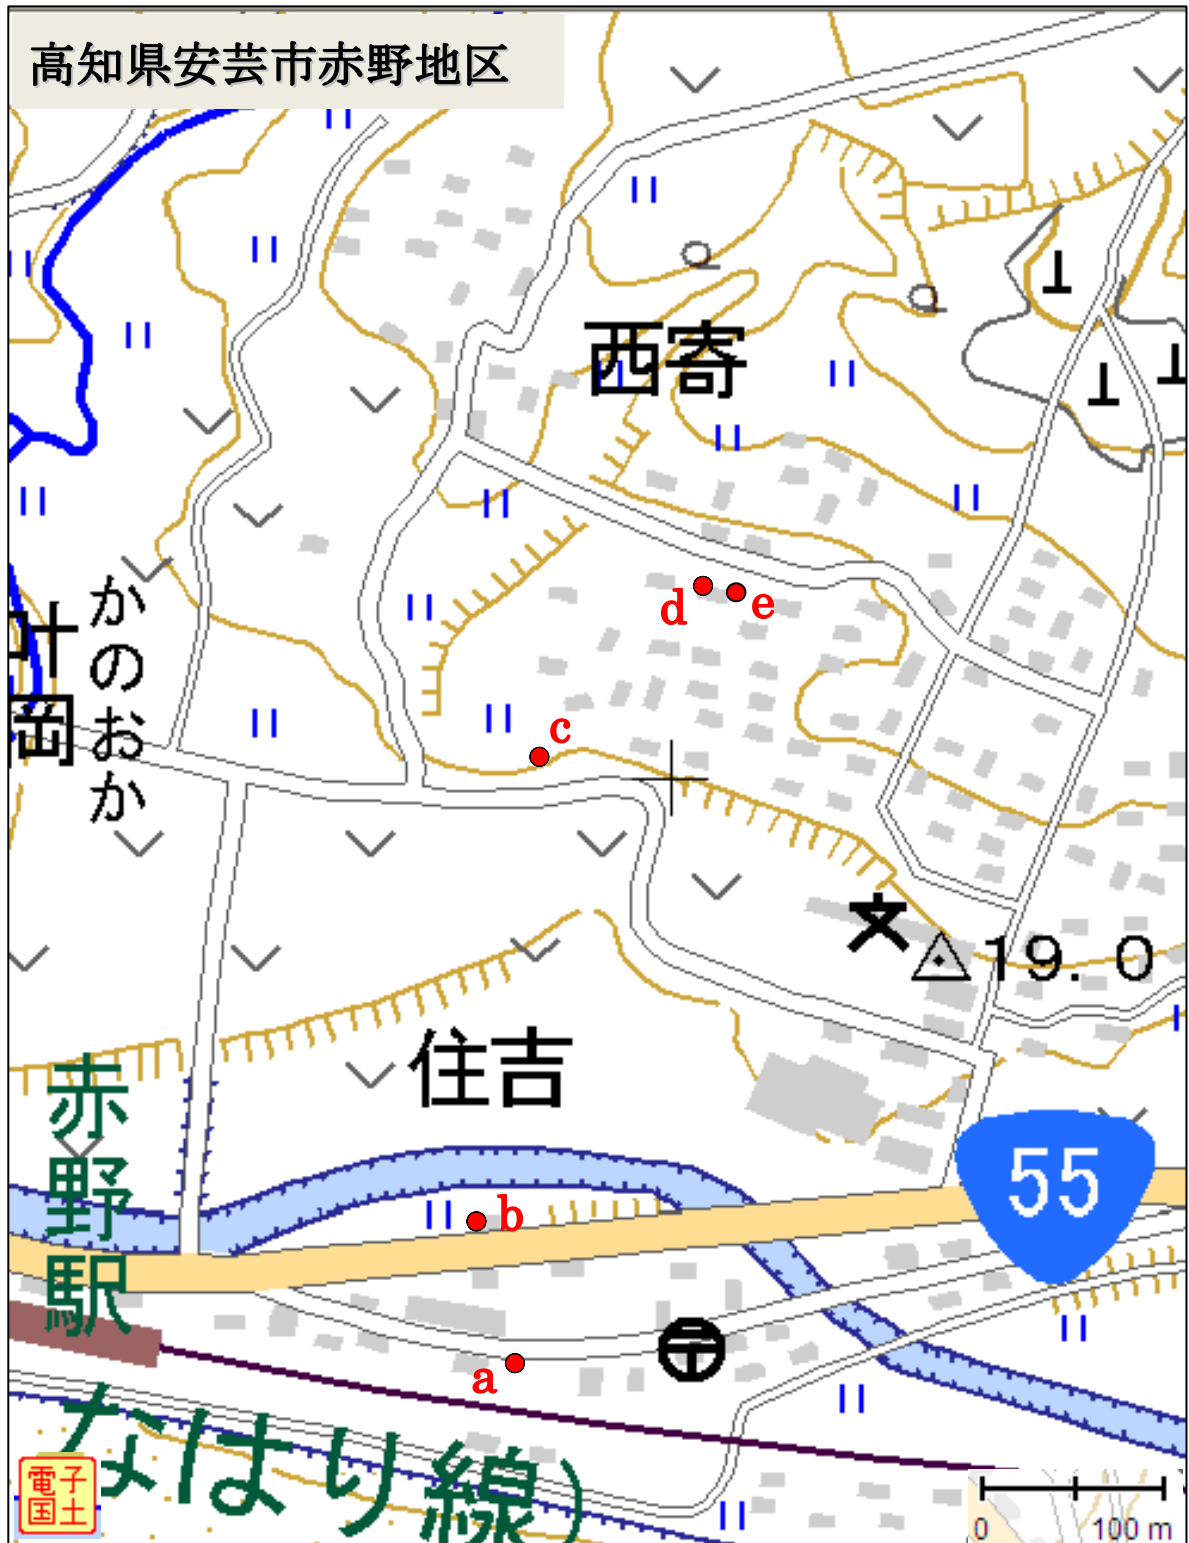 高知県安芸市赤野地区
西寄
d
e
かのおか
叶岡
c
19.0
住吉
赤野駅
55
b
a
なはり線）
電子国土
0 100 m